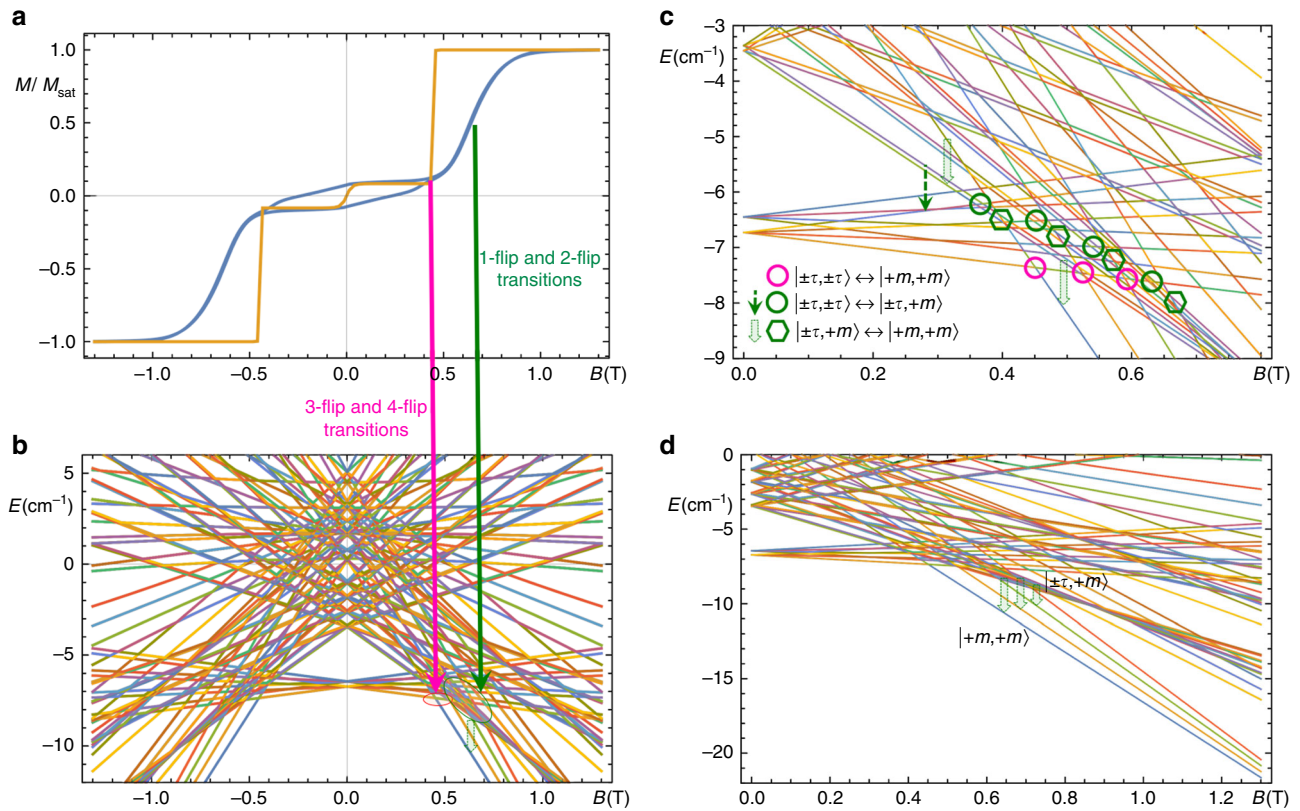 a
1.0
M/ Msat
0.5
0.0
−0.5
−1.0
−1.0
−0.5
0.0
0.5
1.0
B(T)
1-flip and 2-flip
transitions
3-flip and 4-flip
transitions
b
5
E(cm−1)
0
−5
−10
−1.0
−0.5
0.0
0.5
1.0
B(T)
c
−3
E(cm−1)
−4
−5
−6
−7
−8
−9
|±τ,±τ⟩ ↔ |+m,+m⟩
|±τ,±τ⟩ ↔ |±τ,+m⟩
|±τ,+m⟩ ↔ |+m,+m⟩
0.0
0.2
0.4
0.6
B(T)
d
0
E(cm−1)
−5
−10
−15
−20
|±τ,+m⟩
|+m,+m⟩
0.0
0.2
0.4
0.6
0.8
1.0
1.2
B(T)